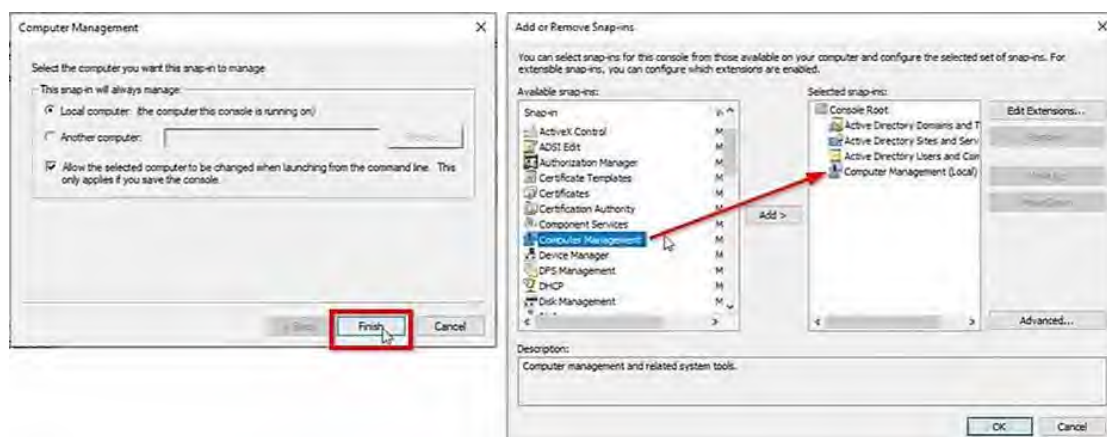 Computer Management
Select the computer you want this snap-in to manage
This snap-in will always manage:
Local computer: (the computer this console is running on)
Another computer:
Allow the selected computer to be changed when launching from the command line. This
only applies if you save the console.
Finish
Cancel
Add or Remove Snap-ins
You can select snap-ins for this console from those available on your computer and configure the selected set of snap-ins. For
extensible snap-ins, you can configure which extensions are enabled.
Available snap-ins:
Snap-in
ActiveX Control M
ADSI Edit M
Authorization Manager M
Certificate Templates M
Certificates M
Certification Authority M
Component Services M
Computer Management M
Device Manager M
DFS Management M
DHCP M
Disk Management M
Add >
Selected snap-ins:
Console Root
Active Directory Domains and T
Active Directory Sites and Serv
Active Directory Users and Com
Computer Management (Local)
Edit Extensions...
Advanced...
Description:
Computer management and related system tools.
OK
Cancel